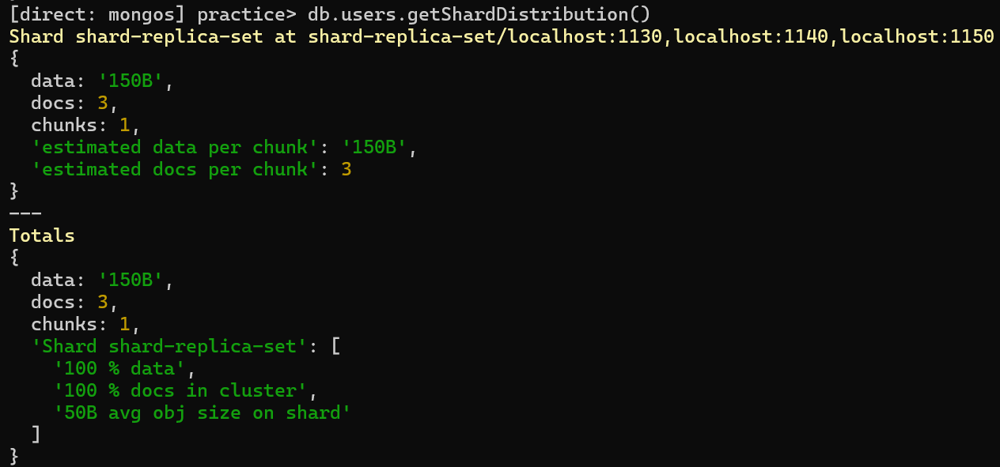 [direct: mongos] practice> db.users.getShardDistribution()
Shard shard-replica-set at shard-replica-set/localhost:1130,localhost:1140,localhost:1150
{
  data: '150B',
  docs: 3,
  chunks: 1,
  'estimated data per chunk': '150B',
  'estimated docs per chunk': 3
}
---
Totals
{
  data: '150B',
  docs: 3,
  chunks: 1,
  'Shard shard-replica-set': [
    '100 % data',
    '100 % docs in cluster',
    '50B avg obj size on shard'
  ]
}